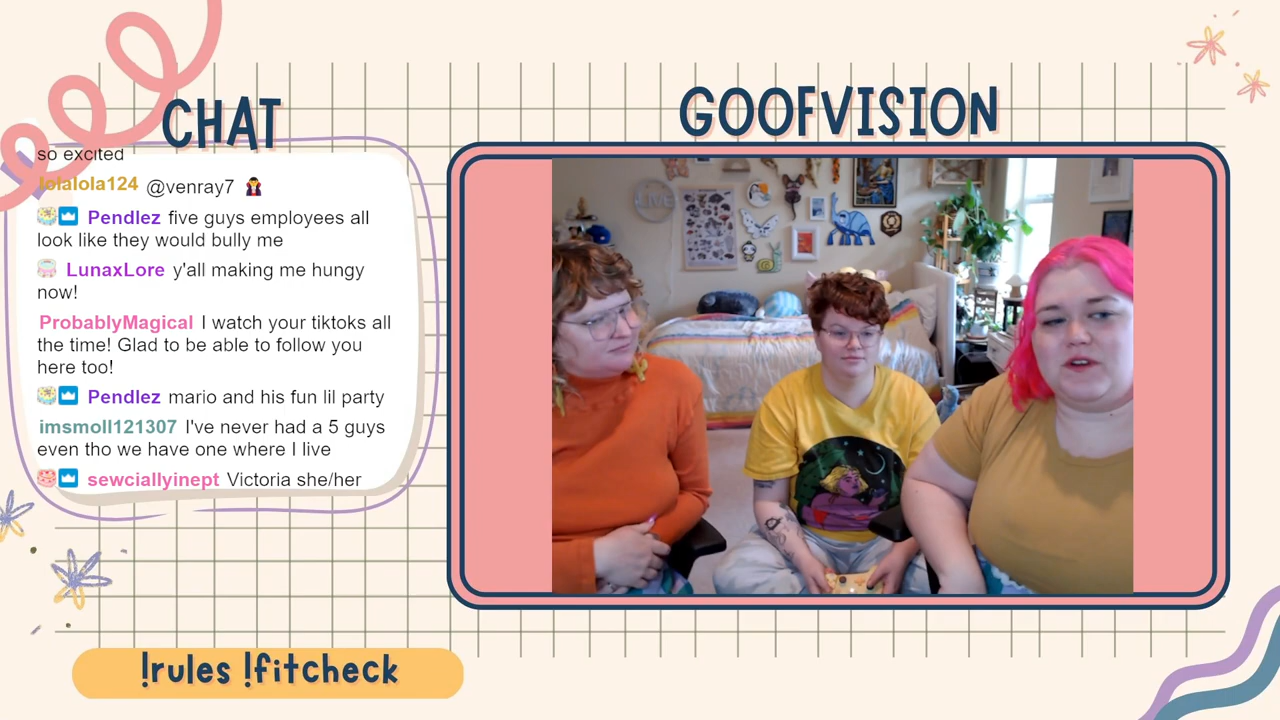 CHAT
GOOFVISION
so excited
lolalola124 @venray7
Pendlez five guys employees all
look like they would bully me
LunaxLore y'all making me hungy
now!
ProbablyMagical I watch your tiktoks all
the time! Glad to be able to follow you
here too!
Pendlez mario and his fun lil party
imsmoll121307 I've never had a 5 guys
even tho we have one where I live
sewciallyinept Victoria she/her
LIVE
!rules !fitcheck